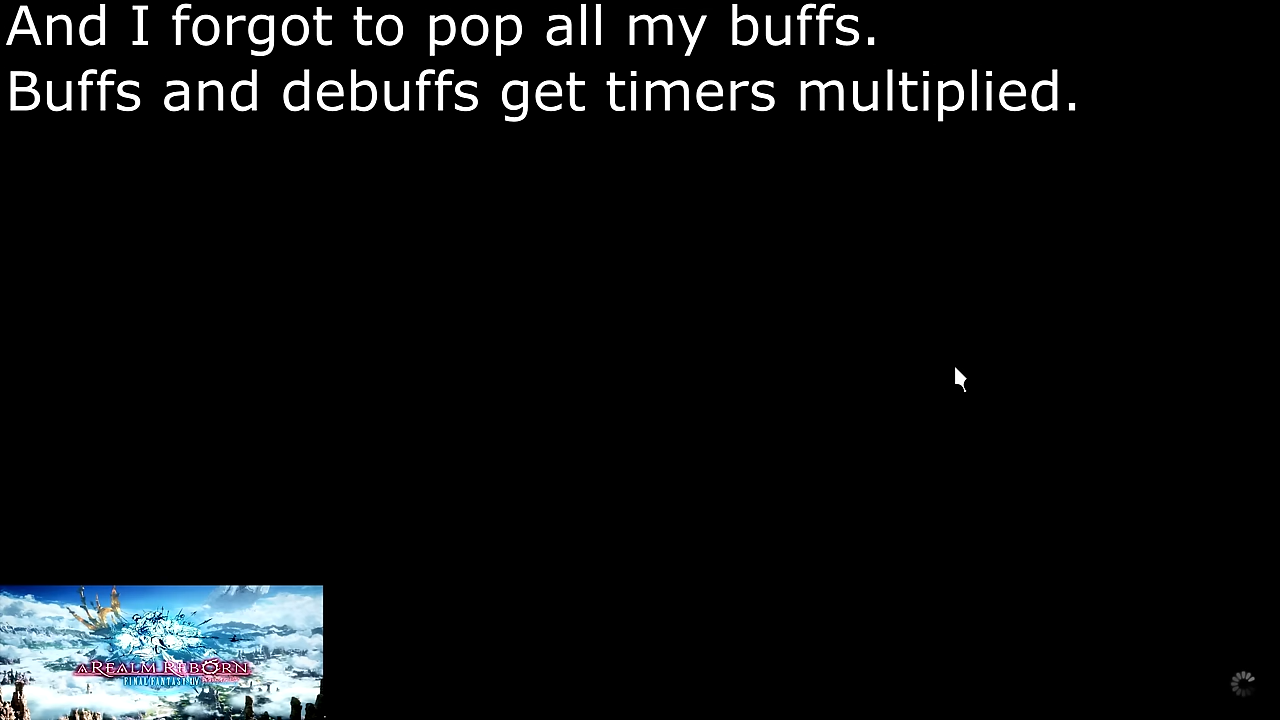 And I forgot to pop all my buffs.
Buffs and debuffs get timers multiplied.
A REALM REBORN
FINAL FANTASY XIV